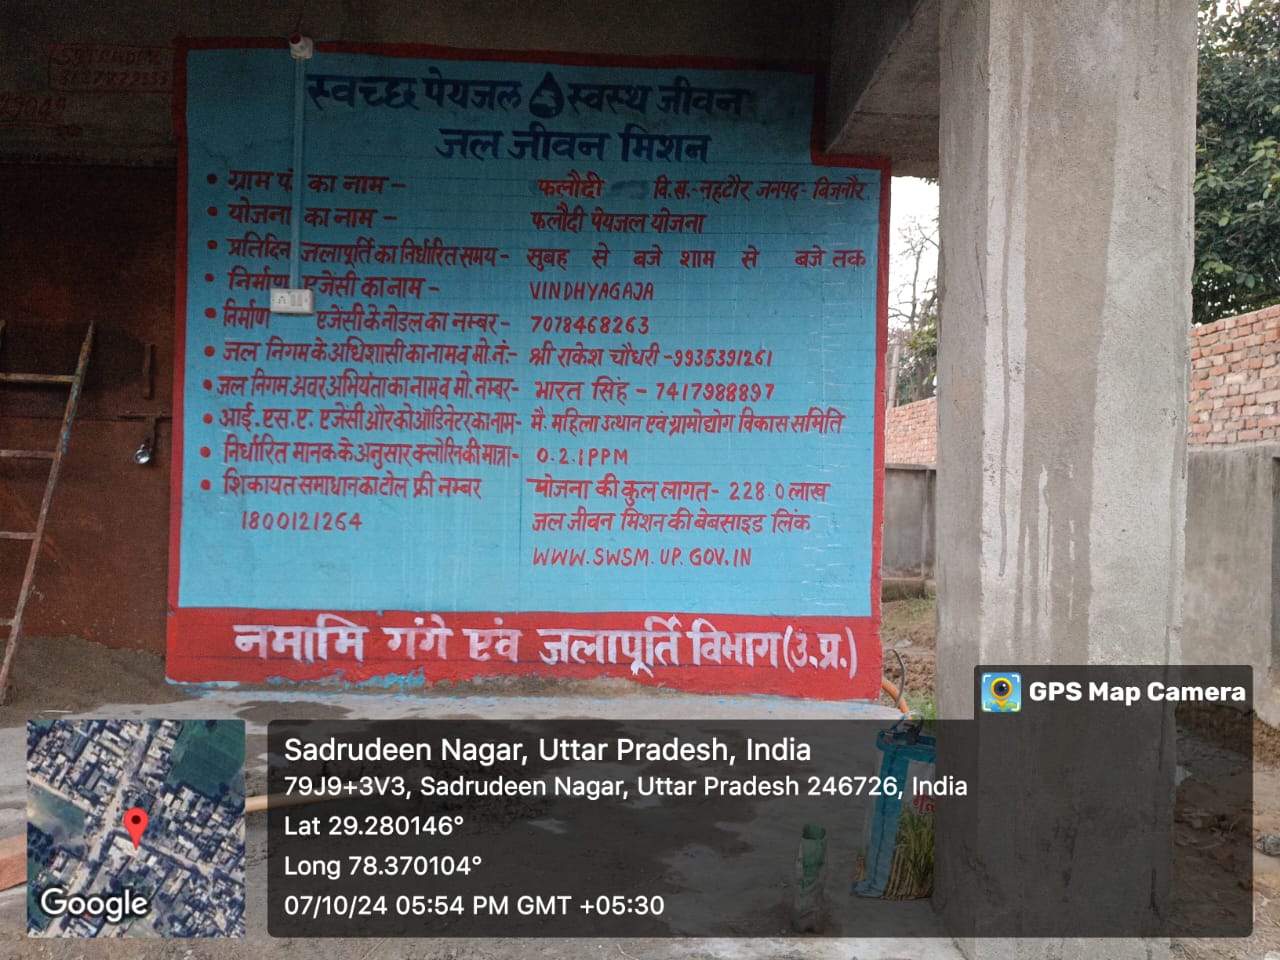 स्वच्छ पेयजल स्वस्थ जीवन
जल जीवन मिशन
• ग्राम पं का नाम – फलौदी वि.ख.-नहटौर जनपद- बिजनौर
• योजना का नाम – फलौदी पेयजल योजना
• प्रतिदिन जलापूर्ति का निर्धारित समय- सुबह से बजे शाम से बजे तक
• निर्माण एजेंसी का नाम – VINDHYAGAJA
• निर्माण एजेंसी के नोडल का नम्बर- 7078468263
• जल निगम के अधिशासी का नाम व मो.नं:- श्री राकेश चौधरी -9935391261
• जल निगम अवर अभियंता का नाम व मो. नम्बर- भारत सिंह - 7417988897
• आई.एस.ए. एजेंसी और कोऑडिनेटर का नाम- मै. महिला उत्थान एवं ग्रामोद्योग विकास समिति
• निर्धारित मानक के अनुसार क्लोरिन की मात्रा- 0.2.1PPM
• शिकायत समाधान का टोल फ्री नम्बर योजना की कुल लागत- 228.0 लाख
1800121264 जल जीवन मिशन की बेबसाइड लिंक
WWW.SWSM.UP.GOV.IN
नमामि गंगे एवं जलापूर्ति विभाग (उ.प्र.)
GPS Map Camera
Sadrudeen Nagar, Uttar Pradesh, India
79J9+3V3, Sadrudeen Nagar, Uttar Pradesh 246726, India
Lat 29.280146°
Long 78.370104°
07/10/24 05:54 PM GMT +05:30
Google